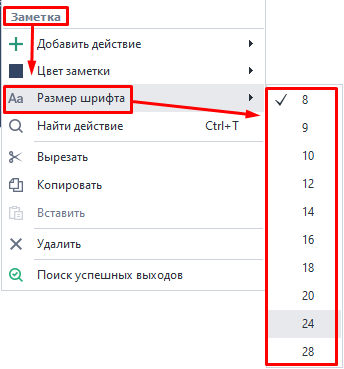 Заметка
Добавить действие
Цвет заметки
Aa Размер шрифта
Найти действие Ctrl+T
Вырезать
Копировать
Вставить
Удалить
Поиск успешных выходов
8
9
10
12
14
16
18
20
24
28